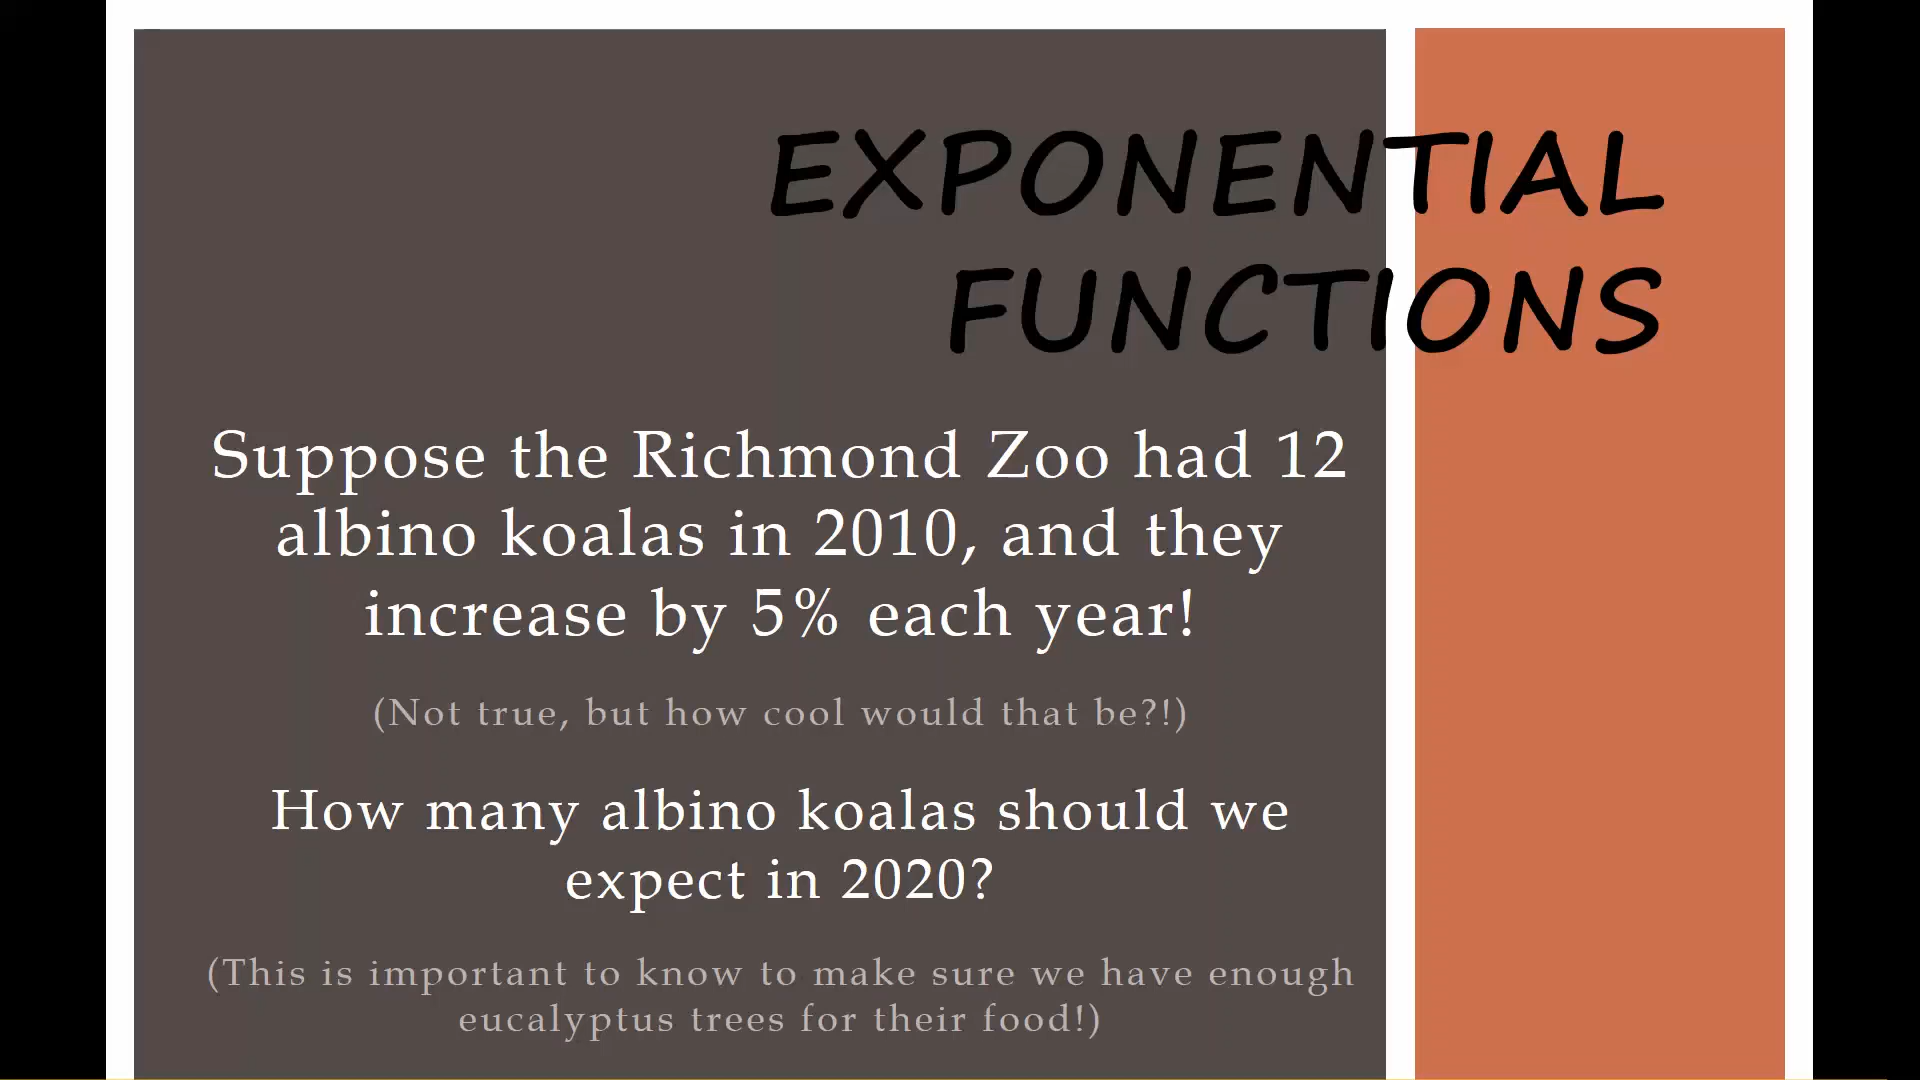 EXPONENTIAL
FUNCTIONS
Suppose the Richmond Zoo had 12
albino koalas in 2010, and they
increase by 5% each year!
(Not true, but how cool would that be?!)
How many albino koalas should we
expect in 2020?
(This is important to know to make sure we have enough
eucalyptus trees for their food!)